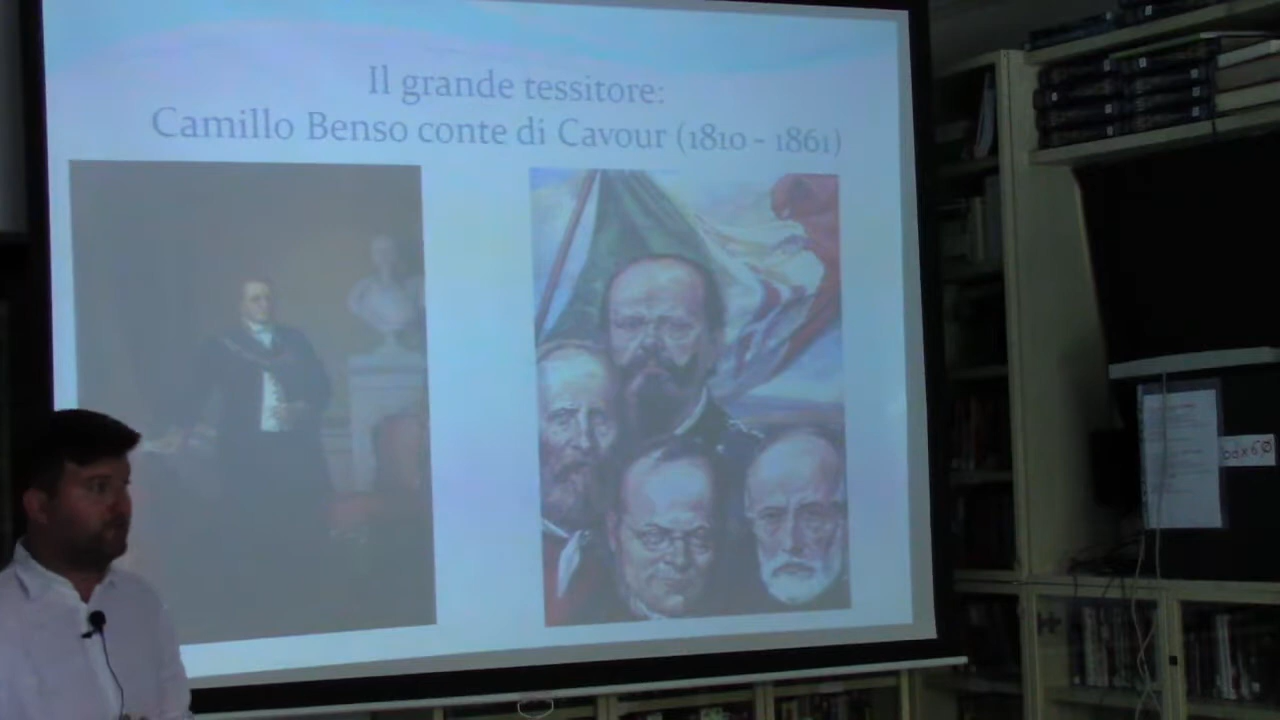 Il grande tessitore:
Camillo Benso conte di Cavour (1810 - 1861)